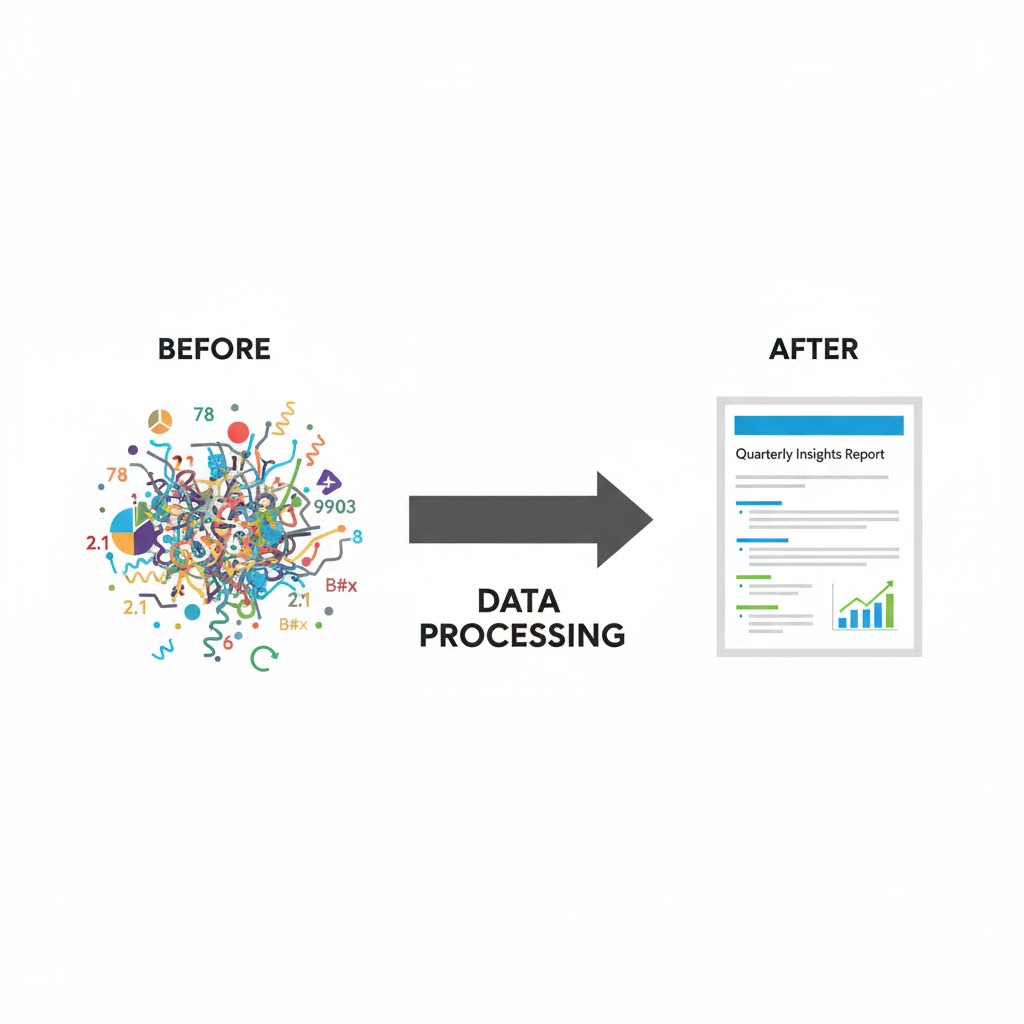 BEFORE
AFTER
78
78
9903
2.1
8
B#x
2.1
2.1
B#x
6
Quarterly Insights Report
DATA
PROCESSING